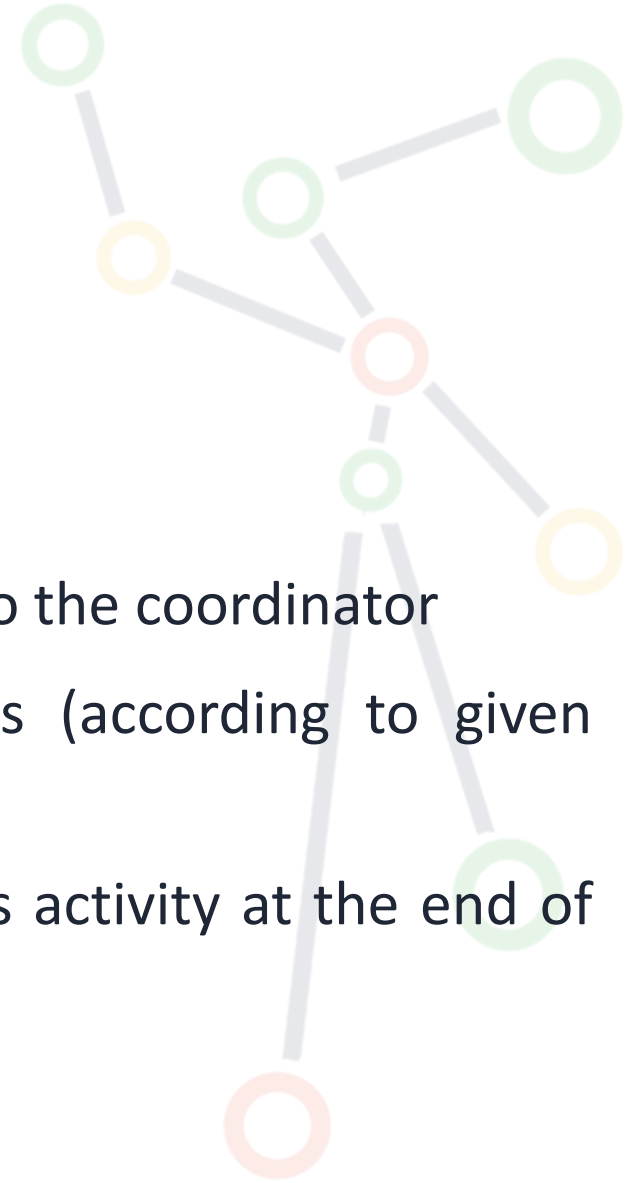 o the coordinator
s (according to given
s activity at the end of